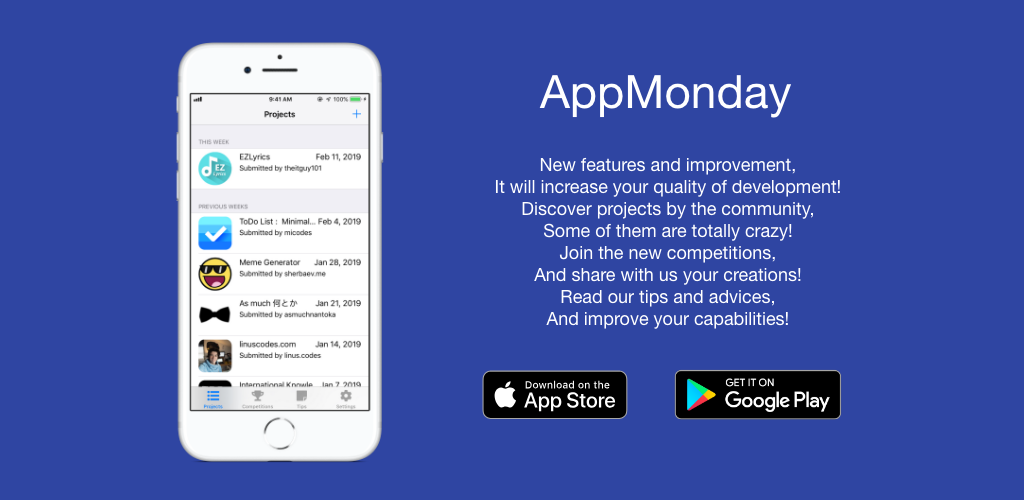 9:41 AM
100%
Projects
+
THIS WEEK
EZ
Lyrics
EZLyrics Feb 11, 2019
Submitted by theitguy101
PREVIOUS WEEKS
ToDo List : Minimal... Feb 4, 2019
Submitted by micodes
Meme Generator Jan 28, 2019
Submitted by sherbaev.me
As much 何とか Jan 21, 2019
Submitted by asmuchnantoka
linuscodes.com Jan 14, 2019
Submitted by linus.codes
International Knowle... Jan 7, 2019
Projects Competitions Tips Settings
AppMonday
New features and improvement,
It will increase your quality of development!
Discover projects by the community,
Some of them are totally crazy!
Join the new competitions,
And share with us your creations!
Read our tips and advices,
And improve your capabilities!
Download on the
App Store
GET IT ON
Google Play